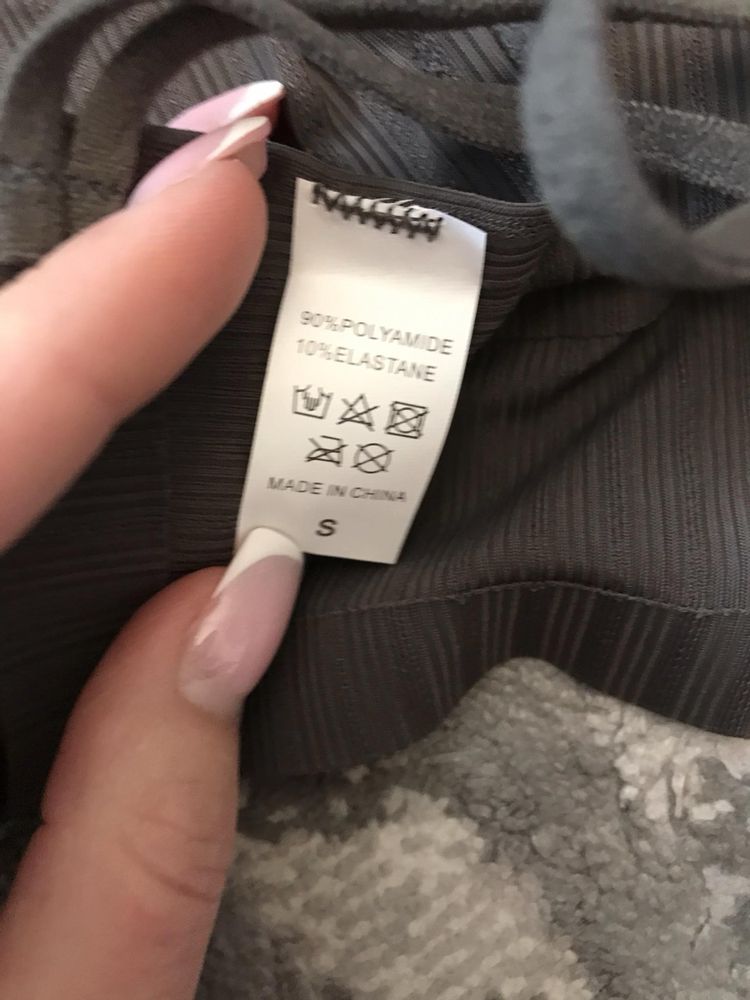 90%POLYAMIDE
10%ELASTANE
MADE IN CHINA
S